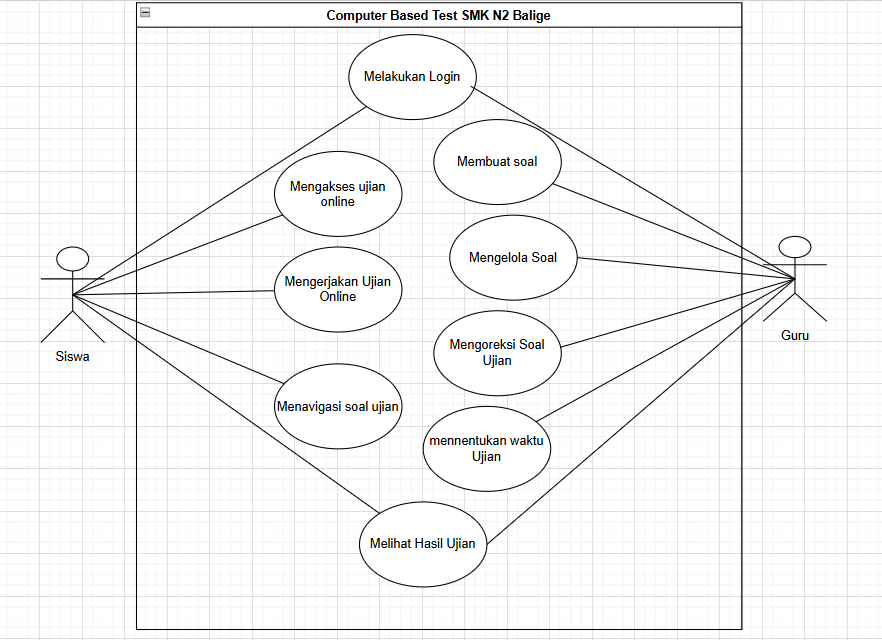 Computer Based Test SMK N2 Balige
Melakukan Login
Membuat soal
Mengakses ujian
online
Mengelola Soal
Mengerjakan Ujian
Online
Mengoreksi Soal
Ujian
Menavigasi soal ujian
mennentukan waktu
Ujian
Melihat Hasil Ujian
Siswa
Guru